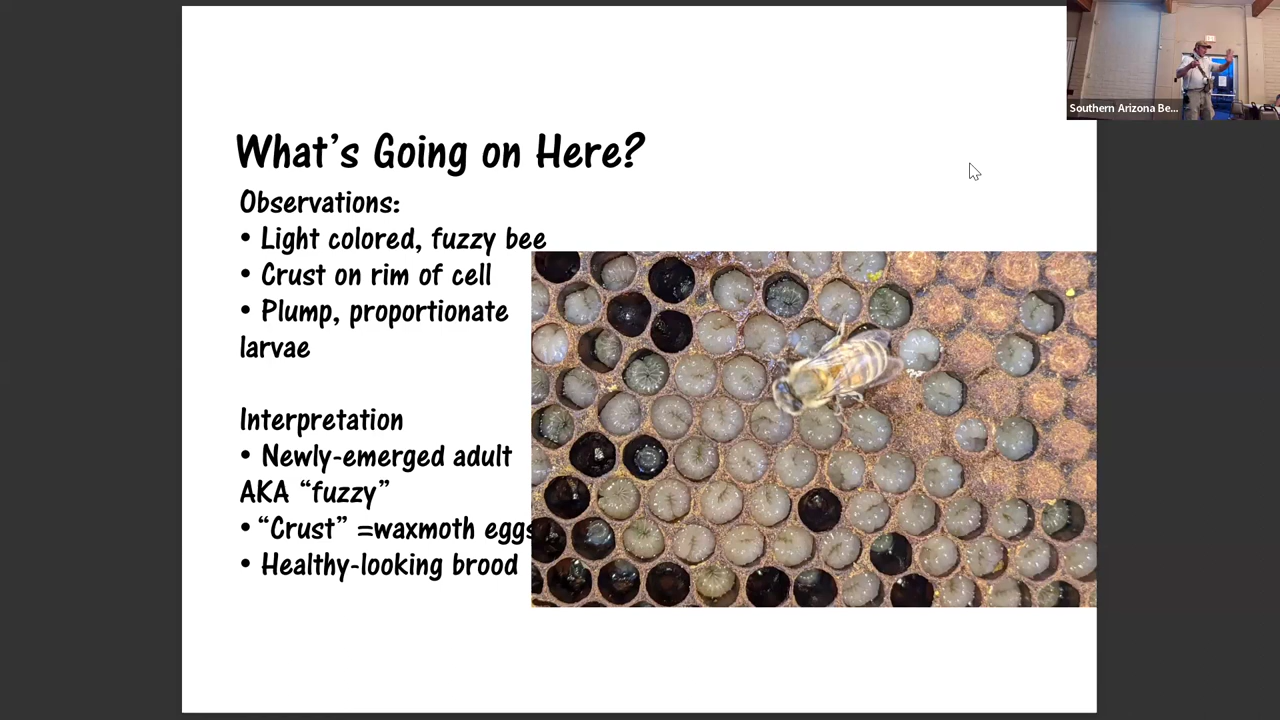 Southern Arizona Be...
What's Going on Here?
Observations:
• Light colored, fuzzy bee
• Crust on rim of cell
• Plump, proportionate
larvae
Interpretation
• Newly-emerged adult
AKA "fuzzy"
• "Crust" =waxmoth eggs
• Healthy-looking brood